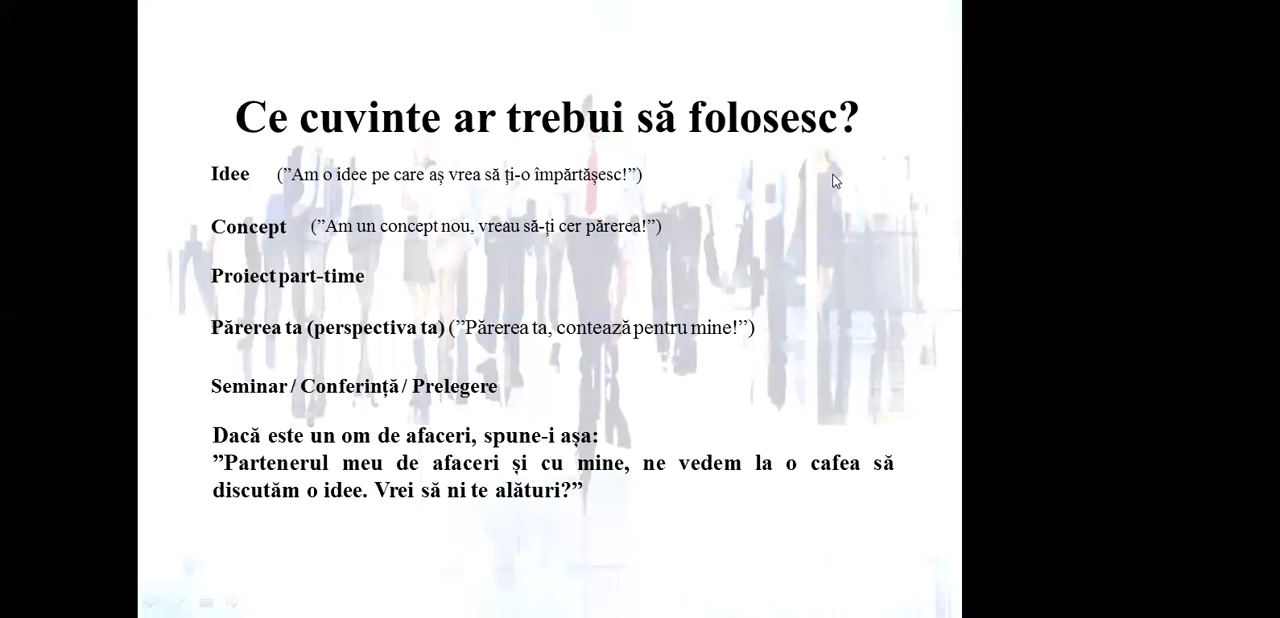 Ce cuvinte ar trebui să folosesc?
Idee (”Am o idee pe care aș vrea să ți-o împărtășesc!”)
Concept (”Am un concept nou, vreau să-ți cer părerea!”)
Proiect part-time
Părerea ta (perspectiva ta) (”Părerea ta, contează pentru mine!”)
Seminar / Conferință / Prelegere
Dacă este un om de afaceri, spune-i așa:
”Partenerul meu de afaceri și cu mine, ne vedem la o cafea să
discutăm o idee. Vrei să ni te alături?”